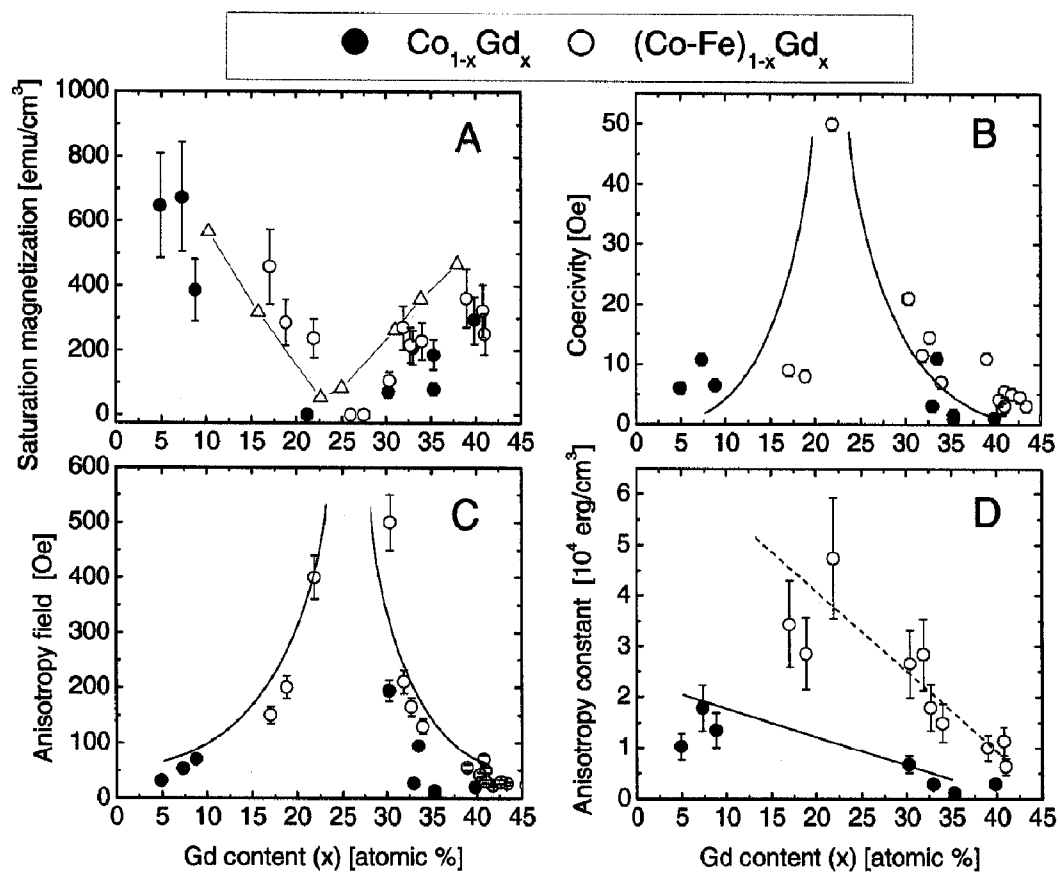 Co1-xGdx (Co-Fe)1-xGdx
A
Saturation magnetization [emu/cm3]
1000
800
600
400
200
0
0 5 10 15 20 25 30 35 40 45
B
Coercivity [Oe]
50
40
30
20
10
0
0 5 10 15 20 25 30 35 40 45
C
Anisotropy field [Oe]
600
500
400
300
200
100
0
0 5 10 15 20 25 30 35 40 45
Gd content (x) [atomic %]
D
Anisotropy constant [10^4 erg/cm3]
6
5
4
3
2
1
0
0 5 10 15 20 25 30 35 40 45
Gd content (x) [atomic %]